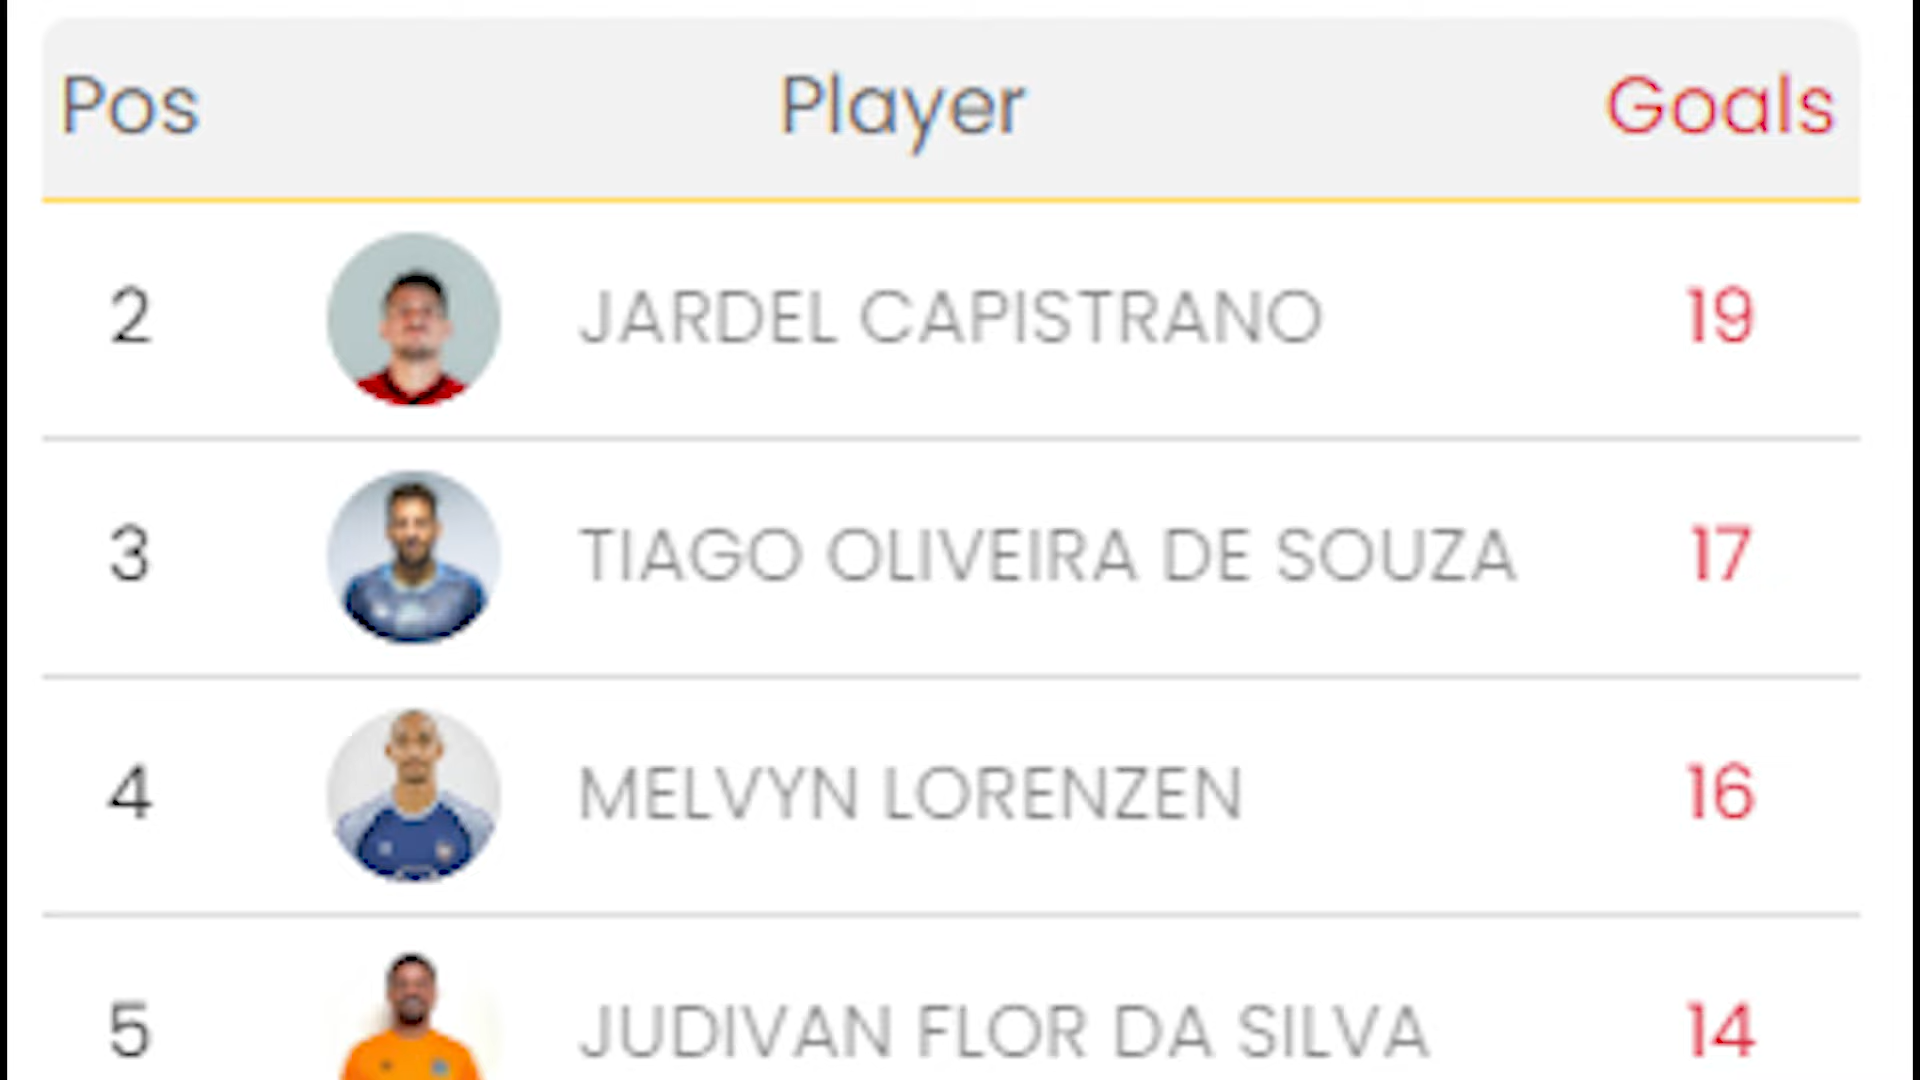 Pos Player Goals
2 JARDEL CAPISTRANO 19
3 TIAGO OLIVEIRA DE SOUZA 17
4 MELVYN LORENZEN 16
5 JUDIVAN FLOR DA SILVA 14